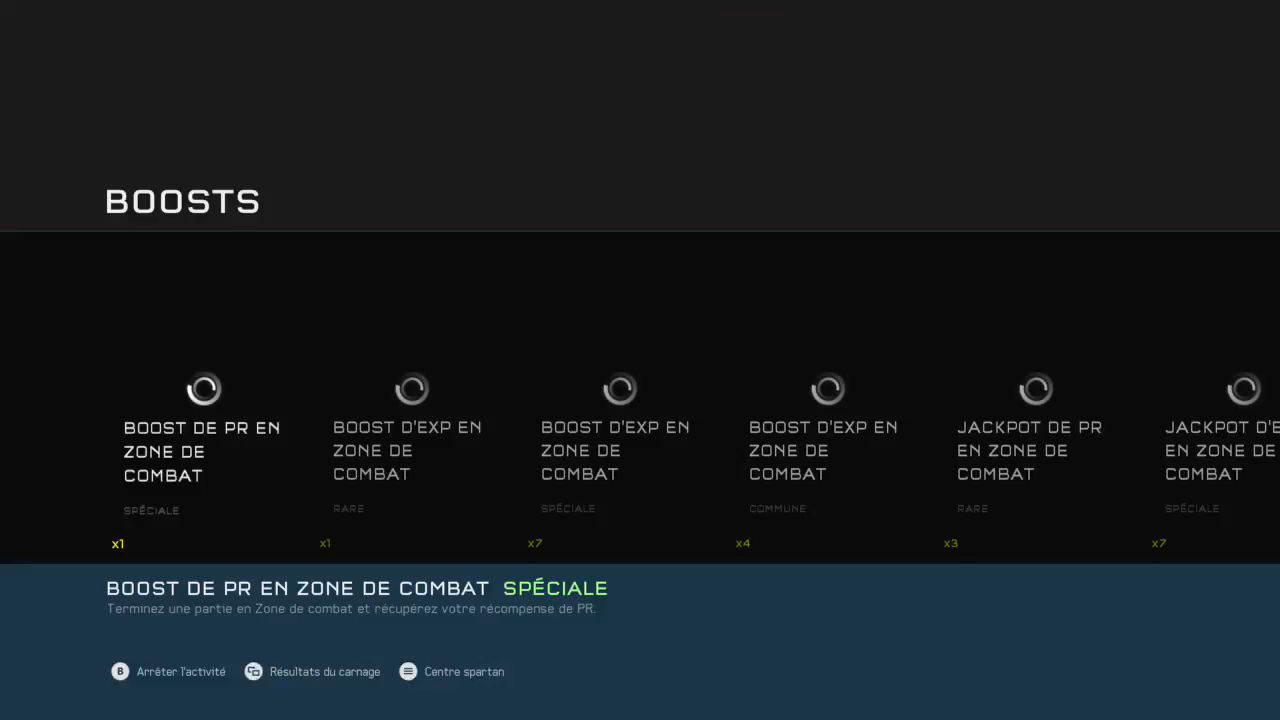 BOOSTS
BOOST DE PR EN
ZONE DE
COMBAT
SPÉCIALE
x1
BOOST D'EXP EN
ZONE DE
COMBAT
RARE
x1
BOOST D'EXP EN
ZONE DE
COMBAT
SPÉCIALE
x7
BOOST D'EXP EN
ZONE DE
COMBAT
COMMUNE
x4
JACKPOT DE PR
EN ZONE DE
COMBAT
RARE
x3
JACKPOT D'E
EN ZONE DE
COMBAT
SPÉCIALE
x7
BOOST DE PR EN ZONE DE COMBAT SPÉCIALE
Terminez une partie en Zone de combat et récupérez votre récompense de PR.
B Arrêter l'activité Résultats du carnage Centre spartan